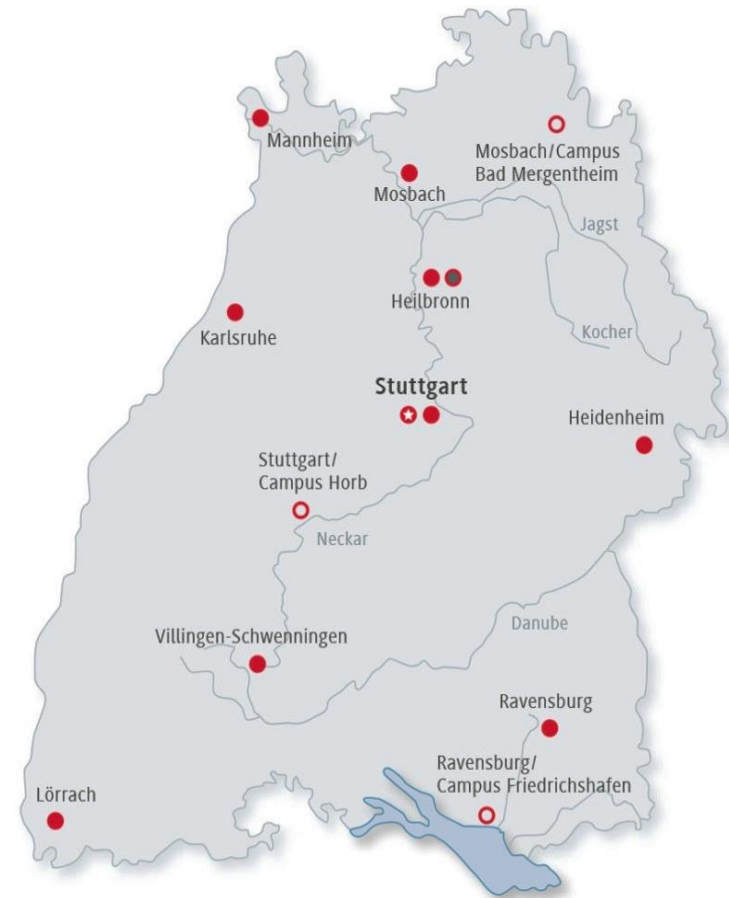 Mannheim
Mosbach/Campus
Bad Mergentheim
Mosbach
Jagst
Heilbronn
Kocher
Karlsruhe
Stuttgart
Heidenheim
Stuttgart/
Campus Horb
Neckar
Danube
Villingen-Schwenningen
Ravensburg
Ravensburg/
Campus Friedrichshafen
Lörrach